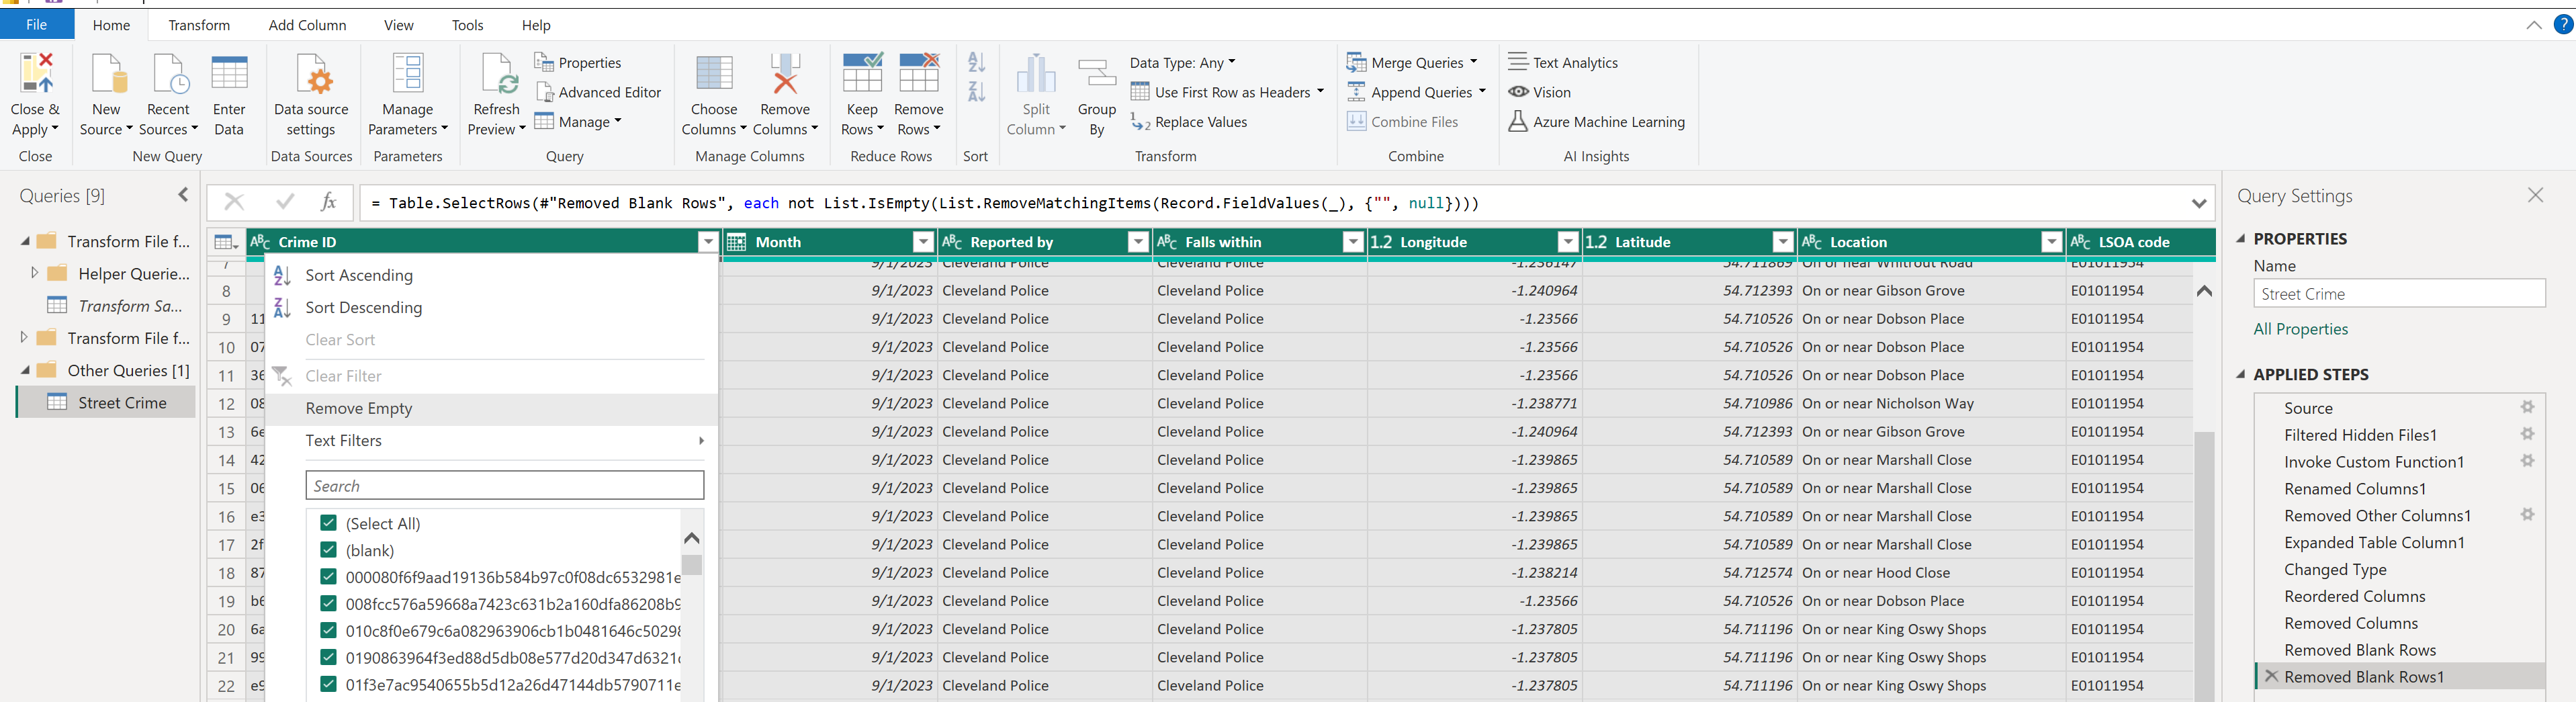 File
Home
Transform
Add Column
View
Tools
Help
Close &
Apply
Close
New
Source
Recent
Sources
Enter
Data
New Query
Data source
settings
Data Sources
Manage
Parameters
Parameters
Refresh
Preview
Properties
Advanced Editor
Manage
Query
Choose
Columns
Remove
Columns
Manage Columns
Keep
Rows
Remove
Rows
Reduce Rows
Sort
Split
Column
Group
By
Data Type: Any
Use First Row as Headers
Replace Values
Transform
Merge Queries
Append Queries
Combine Files
Combine
Text Analytics
Vision
Azure Machine Learning
AI Insights
Queries [9]
Transform File f...
Helper Querie...
Transform Sa...
Transform File f...
Other Queries [1]
Street Crime
= Table.SelectRows(#"Removed Blank Rows", each not List.IsEmpty(List.RemoveMatchingItems(Record.FieldValues(_), {"", null})))
Crime ID Month Reported by Falls within 1.2 Longitude 1.2 Latitude Location LSOA code
7 9/1/2023 Cleveland Police Cleveland Police -1.236147 54.711869 On or near Whitrout Road E01011954
8 9/1/2023 Cleveland Police Cleveland Police -1.240964 54.712393 On or near Gibson Grove E01011954
9 11 9/1/2023 Cleveland Police Cleveland Police -1.23566 54.710526 On or near Dobson Place E01011954
10 07 9/1/2023 Cleveland Police Cleveland Police -1.23566 54.710526 On or near Dobson Place E01011954
11 36 9/1/2023 Cleveland Police Cleveland Police -1.23566 54.710526 On or near Dobson Place E01011954
12 08 9/1/2023 Cleveland Police Cleveland Police -1.238771 54.710986 On or near Nicholson Way E01011954
13 6e 9/1/2023 Cleveland Police Cleveland Police -1.240964 54.712393 On or near Gibson Grove E01011954
14 42 9/1/2023 Cleveland Police Cleveland Police -1.239865 54.710589 On or near Marshall Close E01011954
15 06 9/1/2023 Cleveland Police Cleveland Police -1.239865 54.710589 On or near Marshall Close E01011954
16 e3 9/1/2023 Cleveland Police Cleveland Police -1.239865 54.710589 On or near Marshall Close E01011954
17 2f 9/1/2023 Cleveland Police Cleveland Police -1.239865 54.710589 On or near Marshall Close E01011954
18 87 9/1/2023 Cleveland Police Cleveland Police -1.238214 54.712574 On or near Hood Close E01011954
19 b6 9/1/2023 Cleveland Police Cleveland Police -1.23566 54.710526 On or near Dobson Place E01011954
20 6a 9/1/2023 Cleveland Police Cleveland Police -1.237805 54.711196 On or near King Oswy Shops E01011954
21 99 9/1/2023 Cleveland Police Cleveland Police -1.237805 54.711196 On or near King Oswy Shops E01011954
22 e9 9/1/2023 Cleveland Police Cleveland Police -1.237805 54.711196 On or near King Oswy Shops E01011954
Sort Ascending
Sort Descending
Clear Sort
Clear Filter
Remove Empty
Text Filters
Search
(Select All)
(blank)
000080f6f9aad19136b584b97c0f08dc6532981e
008fcc576a59668a7423c631b2a160dfa86208b9
010c8f0e679c6a082963906cb1b0481646c50298
0190863964f3ed88d5db08e577d20d347d6321c
01f3e7ac9540655b5d12a26d47144db5790711e
Query Settings
PROPERTIES
Name
Street Crime
All Properties
APPLIED STEPS
Source
Filtered Hidden Files1
Invoke Custom Function1
Renamed Columns1
Removed Other Columns1
Expanded Table Column1
Changed Type
Reordered Columns
Removed Columns
Removed Blank Rows
Removed Blank Rows1